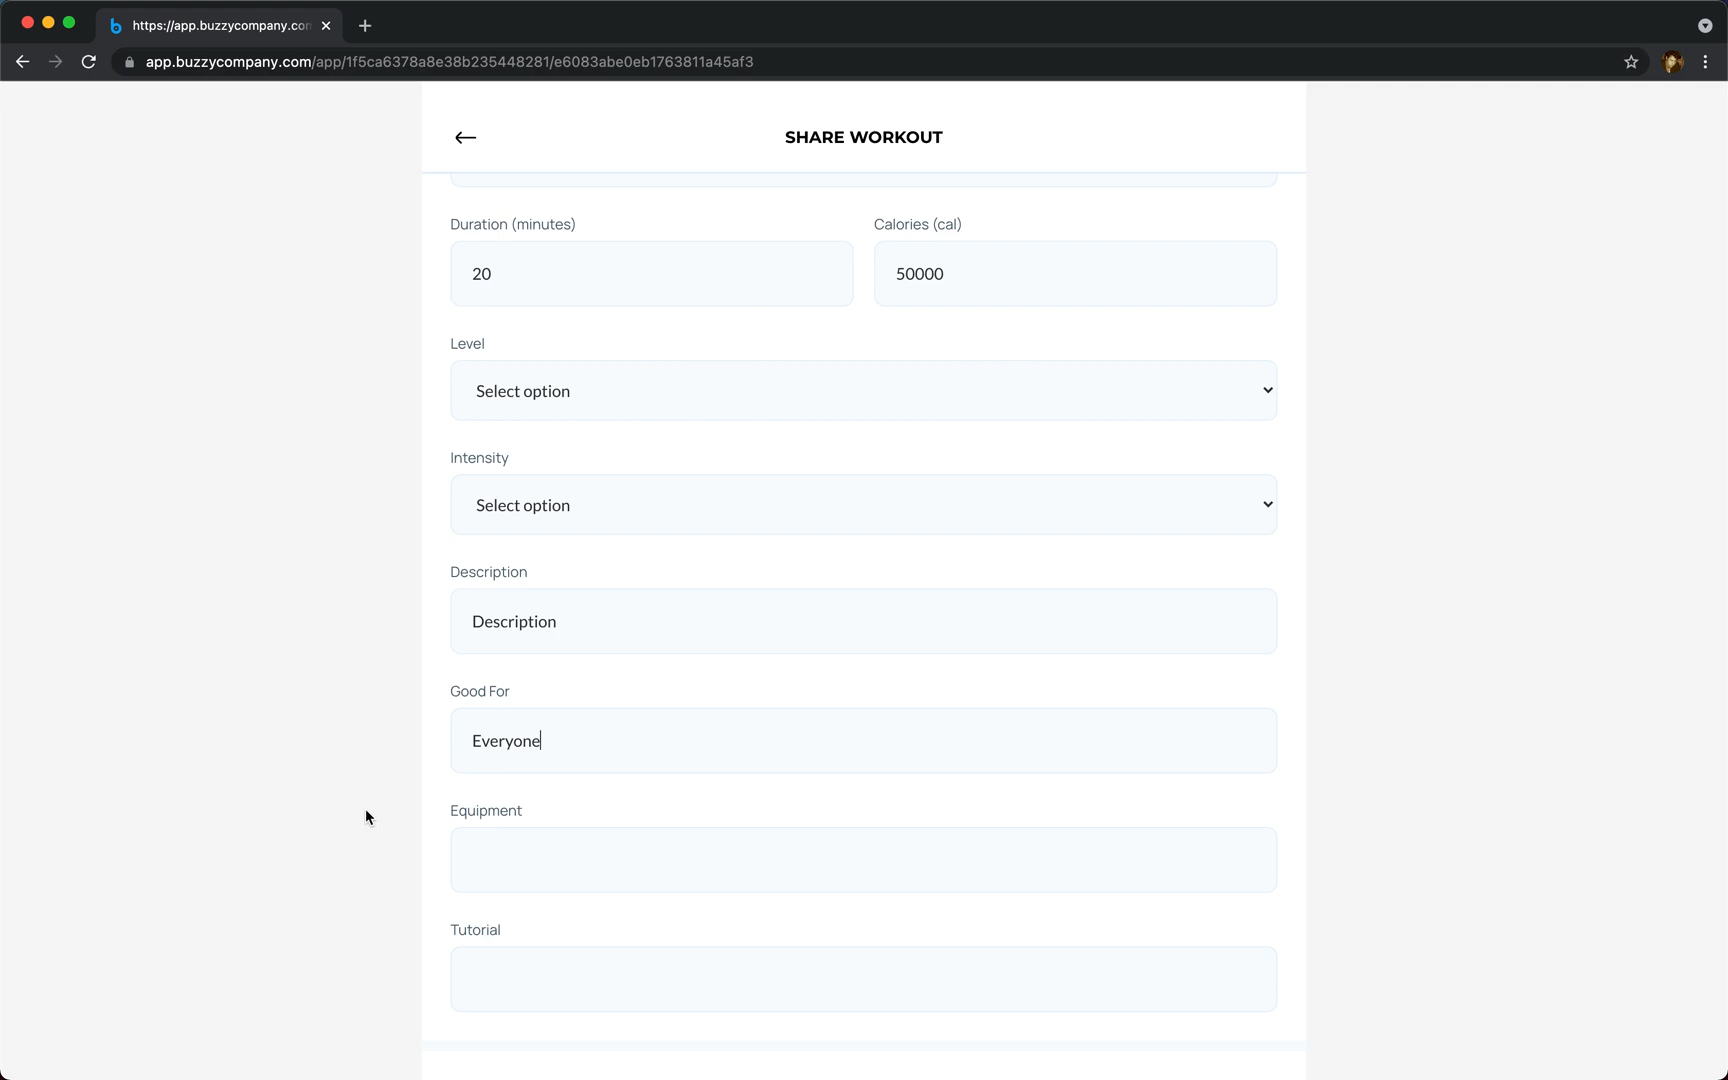 https://app.buzzycompany.con
app.buzzycompany.com/app/1f5ca6378a8e38b235448281/e6083abe0eb1763811a45af3
SHARE WORKOUT
Duration (minutes)
Calories (cal)
20
50000
Level
Select option
Intensity
Select option
Description
Description
Good For
Everyone
Equipment
Tutorial